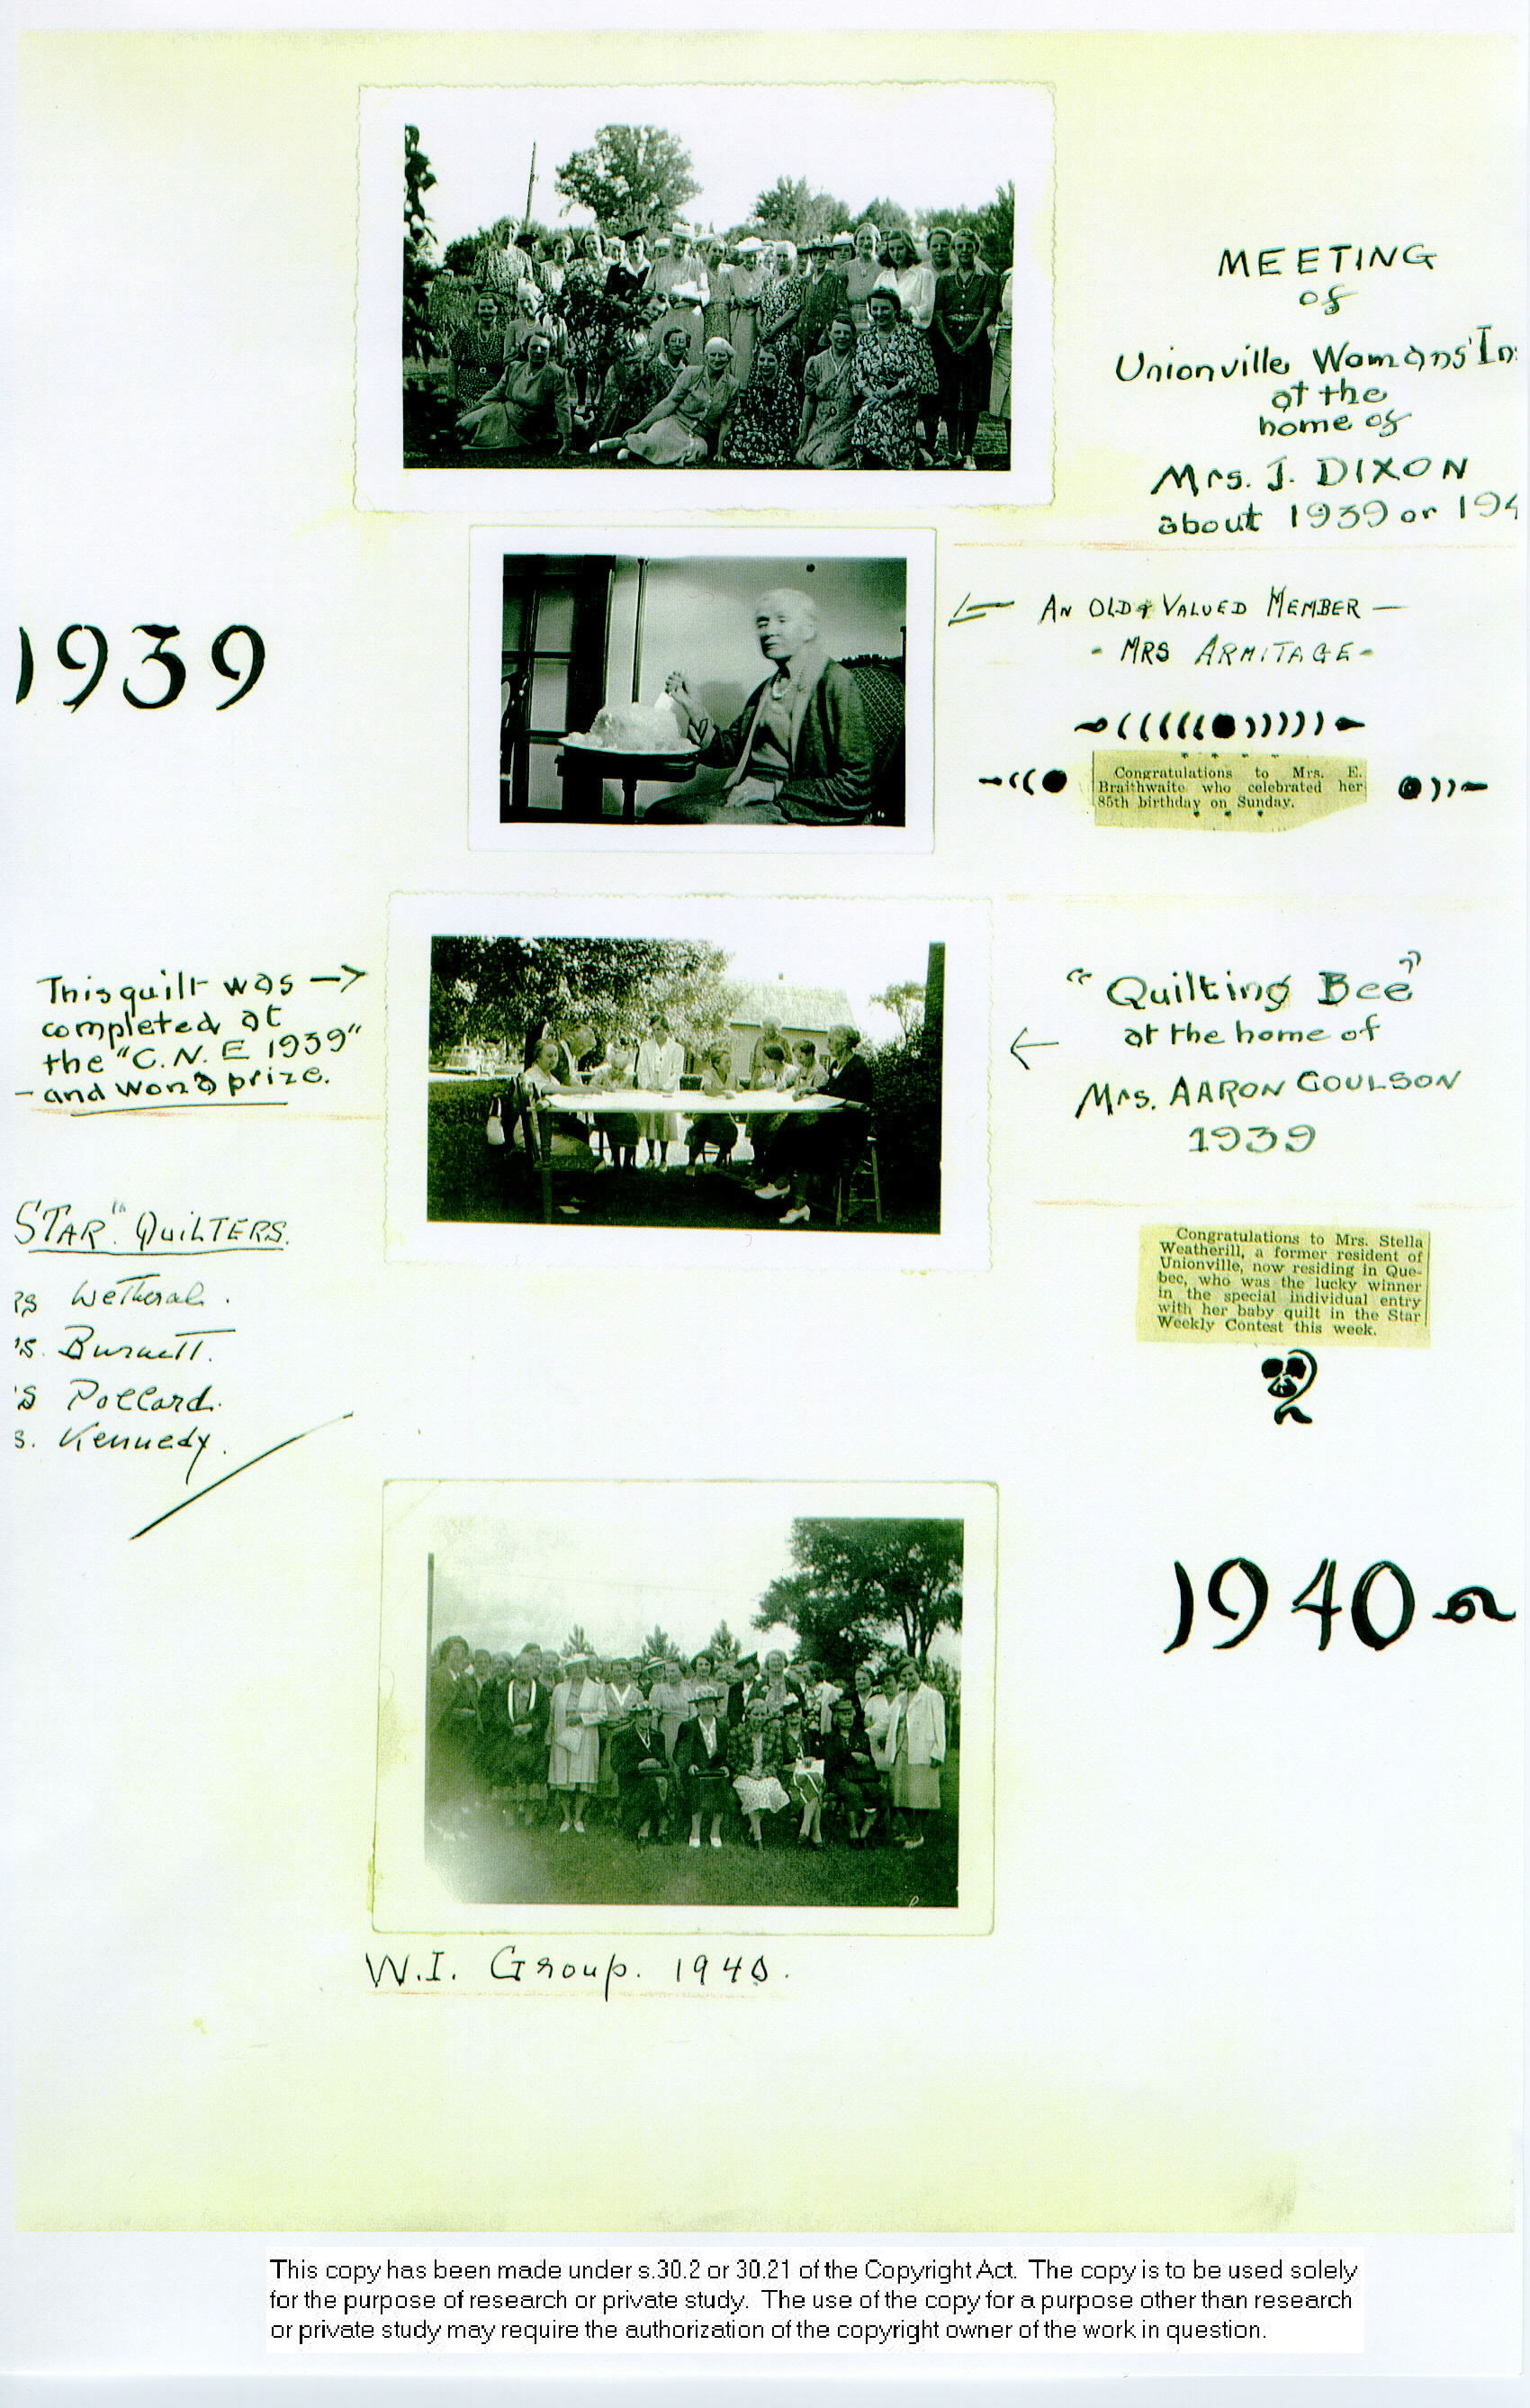 MEETING
of
Unionville Womans' In
at the
home of
Mrs. J. DIXON
about 1939 or 194
1939
AN OLD & VALUED MEMBER —
- MRS ARMITAGE -
Congratulations to Mrs. E.
Braithwaite who celebrated her
85th birthday on Sunday.
This quilt was →
completed at
the "C.N.E 1939"
- and won a prize.
"Quilting Bee"
at the home of
Mrs. AARON COULSON
1939
STAR" QUILTERS.
rs Wetheral.
's. Burnett.
's Pollard.
s. Kennedy.
Congratulations to Mrs. Stella
Weatherill, a former resident of
Unionville, now residing in Que-
bec, who was the lucky winner
in the special individual entry
with her baby quilt in the Star
Weekly Contest this week.
1940
W.I. Group. 1940.
This copy has been made under s.30.2 or 30.21 of the Copyright Act. The copy is to be used solely
for the purpose of research or private study. The use of the copy for a purpose other than research
or private study may require the authorization of the copyright owner of the work in question.